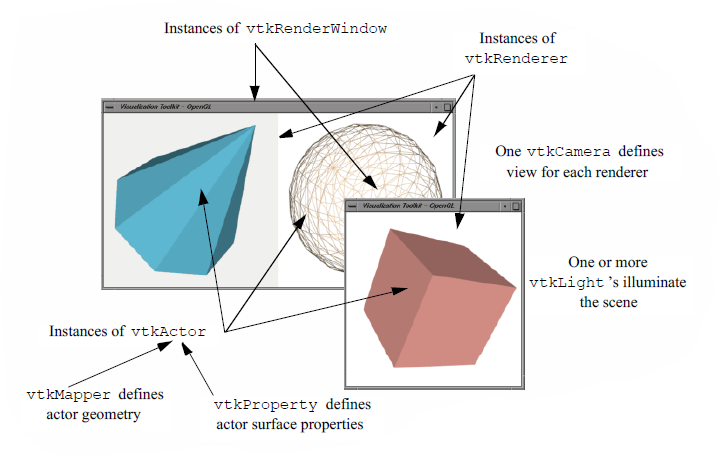 Instances of vtkRenderWindow
Instances of
vtkRenderer
Visualization Toolkit - OpenGL
One vtkCamera defines
view for each renderer
Visualization Toolkit - OpenGL
One or more
vtkLight 's illuminate
the scene
Instances of vtkActor
vtkMapper defines
actor geometry
vtkProperty defines
actor surface properties